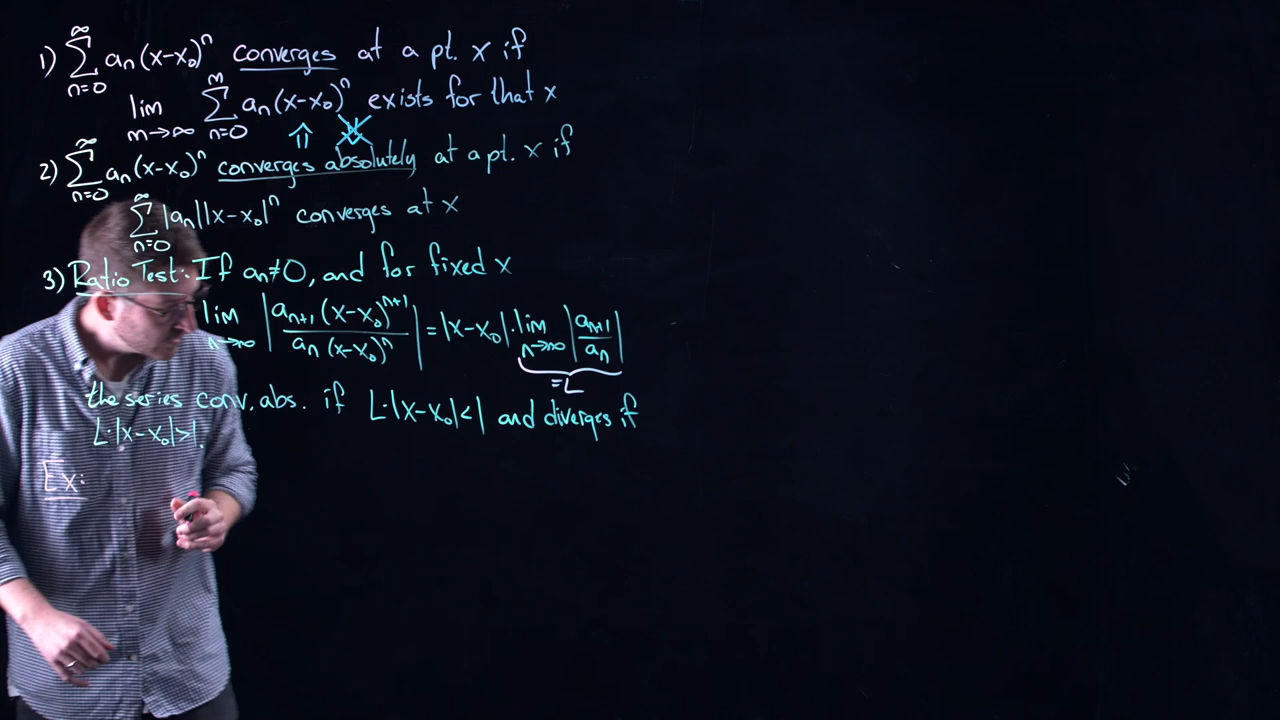 1) ∞∑n=0 aₙ(x-x₀)ⁿ converges at a pt. x if
lim m→∞ m∑n=0 aₙ(x-x₀)ⁿ exists for that x
⇑ ⇓
2) ∞∑n=0 aₙ(x-x₀)ⁿ converges absolutely at a pt. x if
∞∑n=0 |aₙ||x-x₀|ⁿ converges at x
3) Ratio Test: If aₙ≠0, and for fixed x
lim n→∞ |aₙ₊₁(x-x₀)ⁿ⁺¹ / aₙ(x-x₀)ⁿ| = |x-x₀|·lim n→∞ |aₙ₊₁/aₙ|
=L
the series conv. abs. if L·|x-x₀|<1 and diverges if
L·|x-x₀|>1.
Ex: